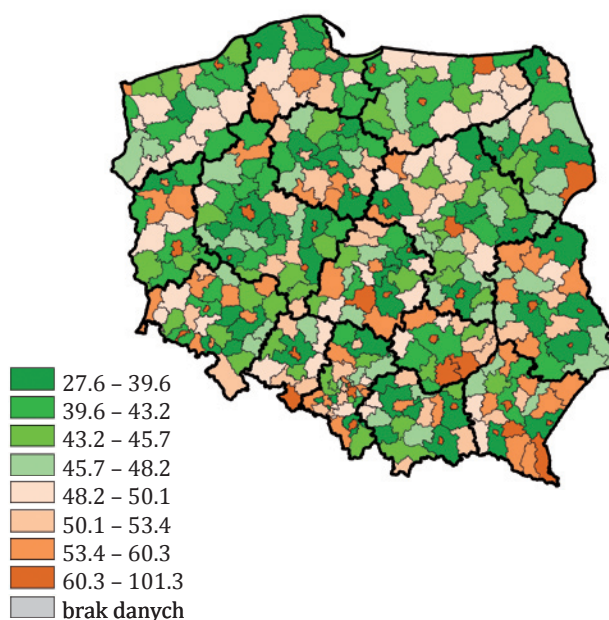 27.6 – 39.6
39.6 – 43.2
43.2 – 45.7
45.7 – 48.2
48.2 – 50.1
50.1 – 53.4
53.4 – 60.3
60.3 – 101.3
brak danych